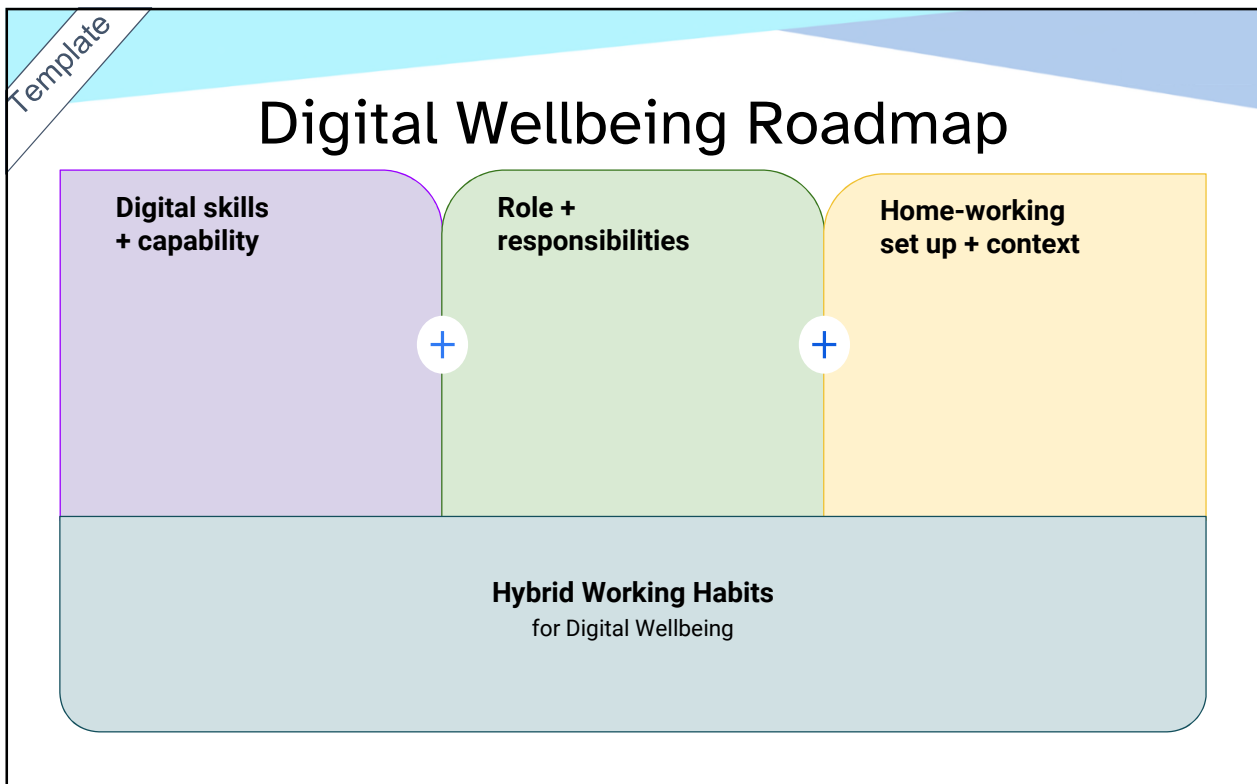 Template
Digital Wellbeing Roadmap
Digital skills
+ capability
Role +
responsibilities
Home-working
set up + context
+
+
Hybrid Working Habits
for Digital Wellbeing